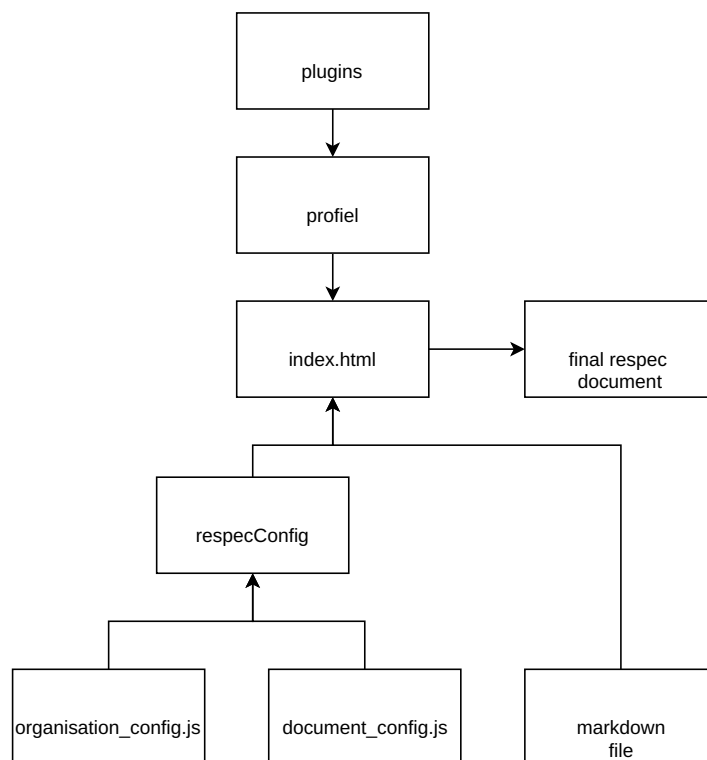 plugins
profiel
index.html
final respec
document
respecConfig
organisation_config.js
document_config.js
markdown
file